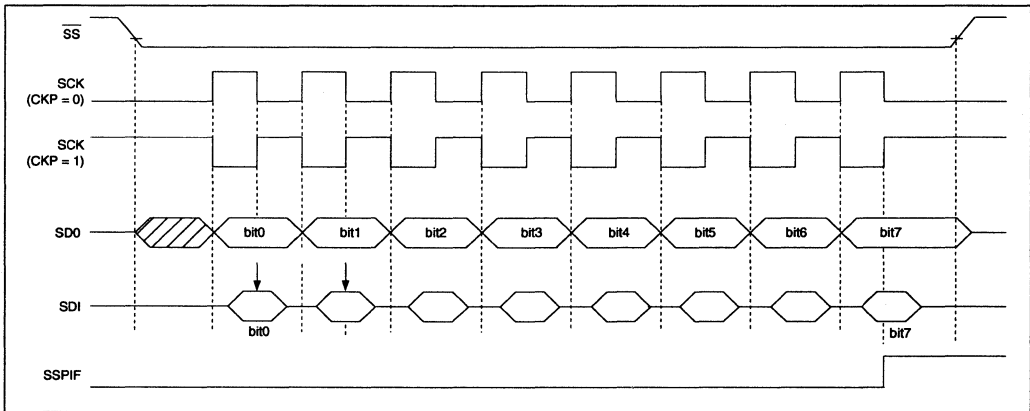 SS
SCK
(CKP = 0)
SCK
(CKP = 1)
SD0
bit0 bit1 bit2 bit3 bit4 bit5 bit6 bit7
SDI
bit0 bit7
SSPIF